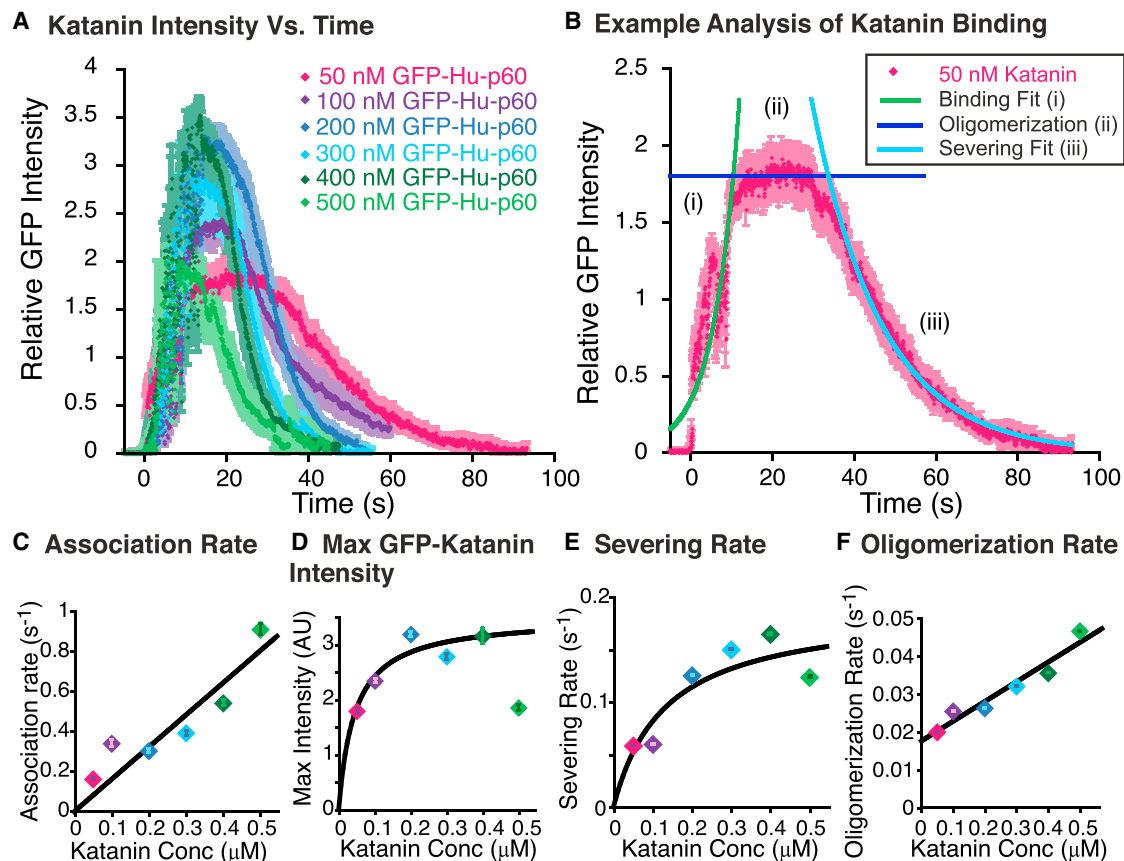 A Katanin Intensity Vs. Time
Relative GFP Intensity
4
3.5
3
2.5
2
1.5
1
0.5
0
50 nM GFP-Hu-p60
100 nM GFP-Hu-p60
200 nM GFP-Hu-p60
300 nM GFP-Hu-p60
400 nM GFP-Hu-p60
500 nM GFP-Hu-p60
0 20 40 60 80 100
Time (s)
B Example Analysis of Katanin Binding
Relative GFP Intensity
2.5
2
1.5
1
0.5
0
50 nM Katanin
Binding Fit (i)
Oligomerization (ii)
Severing Fit (iii)
(i)
(ii)
(iii)
0 20 40 60 80 100
Time (s)
C Association Rate
Association rate (s⁻¹)
1
0.8
0.6
0.4
0.2
0
0 0.1 0.2 0.3 0.4 0.5
Katanin Conc (μM)
D Max GFP-Katanin
Intensity
Max Intensity (AU)
3
2
1
0
0 0.1 0.2 0.3 0.4 0.5
Katanin Conc (μM)
E Severing Rate
Severing Rate (s⁻¹)
0.2
0.1
0
0 0.1 0.2 0.3 0.4 0.5
Katanin Conc (μM)
F Oligomerization Rate
Oligomerization Rate (s⁻¹)
0.05
0.04
0.03
0.02
0.01
0
0 0.1 0.2 0.3 0.4 0.5
Katanin Conc (μM)